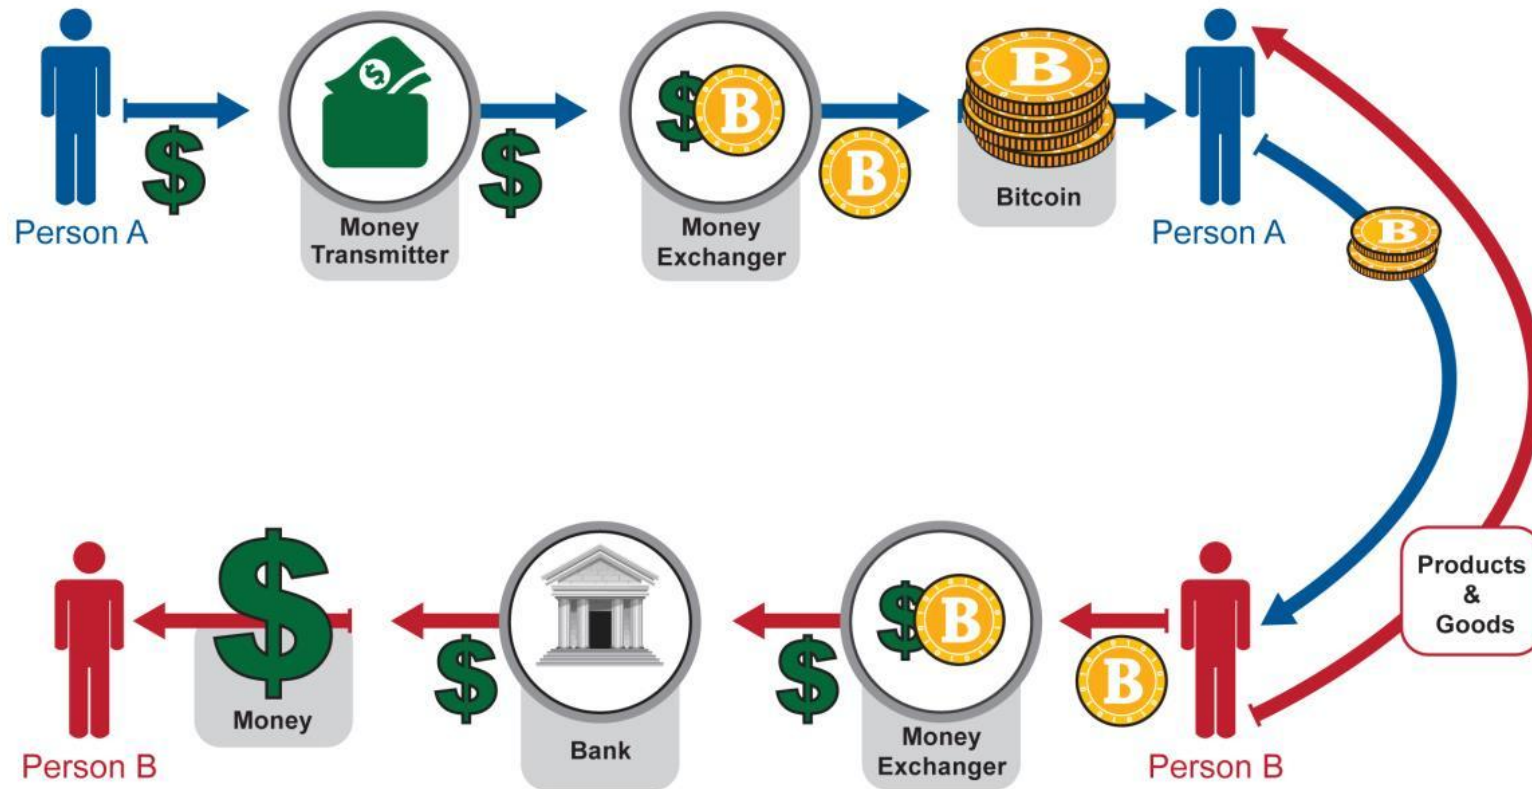 Person A
$
$
Money
Transmitter
$
$
B
Money
Exchanger
B
B
Bitcoin
Person A
B
Products
&
Goods
Person B
$
Money
$
Bank
$
$
B
Money
Exchanger
B
Person B